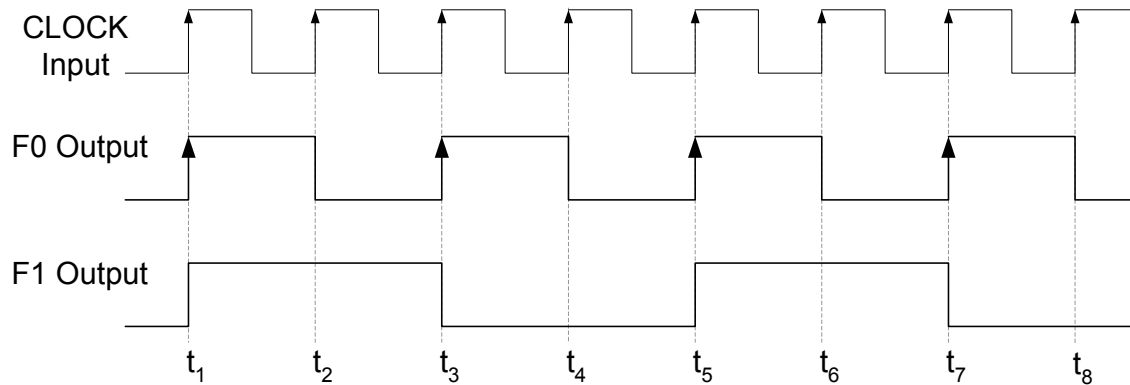 CLOCK
Input
F0 Output
F1 Output
t₁ t₂ t₃ t₄ t₅ t₆ t₇ t₈